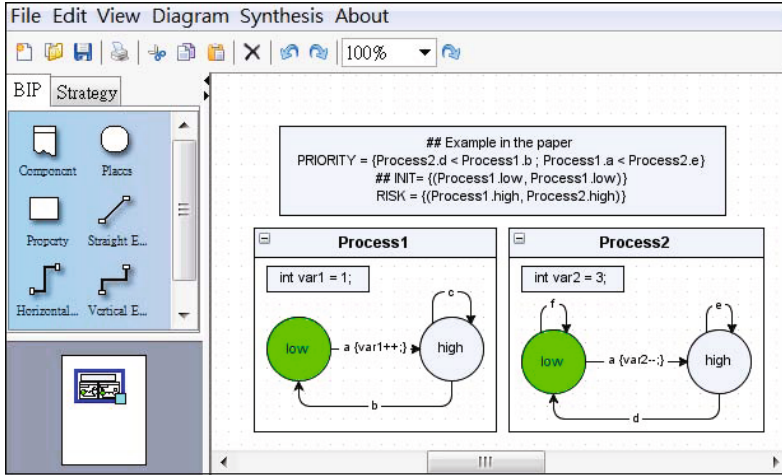 File Edit View Diagram Synthesis About
100%
BIP Strategy
Component Places
Property Straight E...
Horizontal... Vertical E...
## Example in the paper
PRIORITY = {Process2.d < Process1.b ; Process1.a < Process2.e}
## INIT= {(Process1.low, Process1.low)}
RISK = {(Process1.high, Process2.high)}
Process1
int var1 = 1;
c
low a {var1++;} high
b
Process2
int var2 = 3;
f e
low a {var2--;} high
d